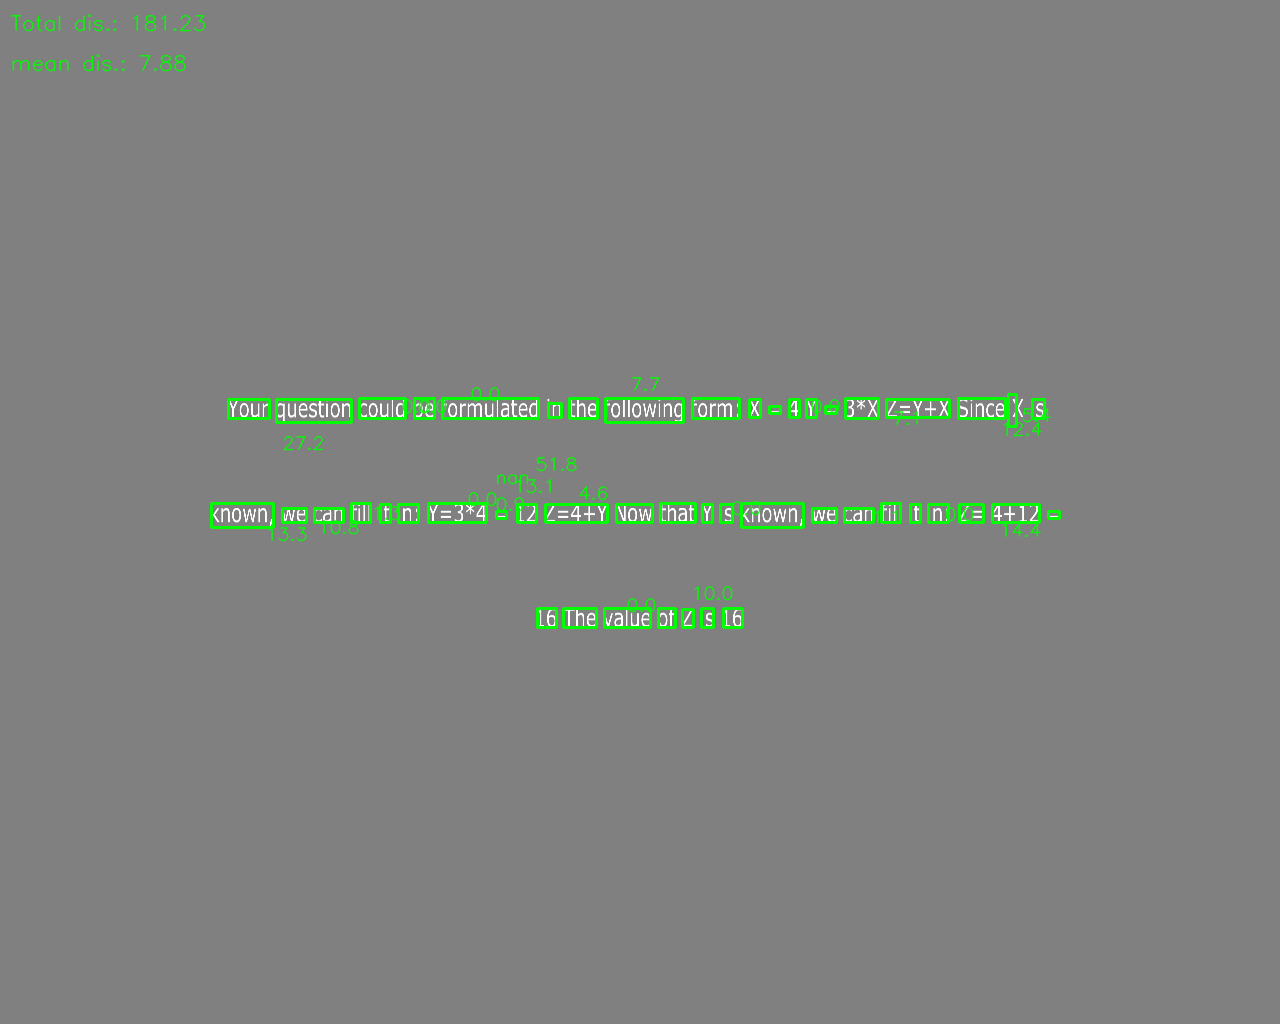 Total dis.: 181.23
mean dis.: 7.88
0.0
7.7
Your question could be formulated in the following form: X = 4 Y = 3*X Z=Y+X Since X is
7.1
12.4
27.2
51.8
nan
13.1
0.0
4.6
known, we can fill it in: Y=3*4 = 12 Z=4+Y Now that Y is known, we can fill it in: Z= 4+12 =
13.3
10.8
14.4
10.0
0.0
16 The value of Z is 16